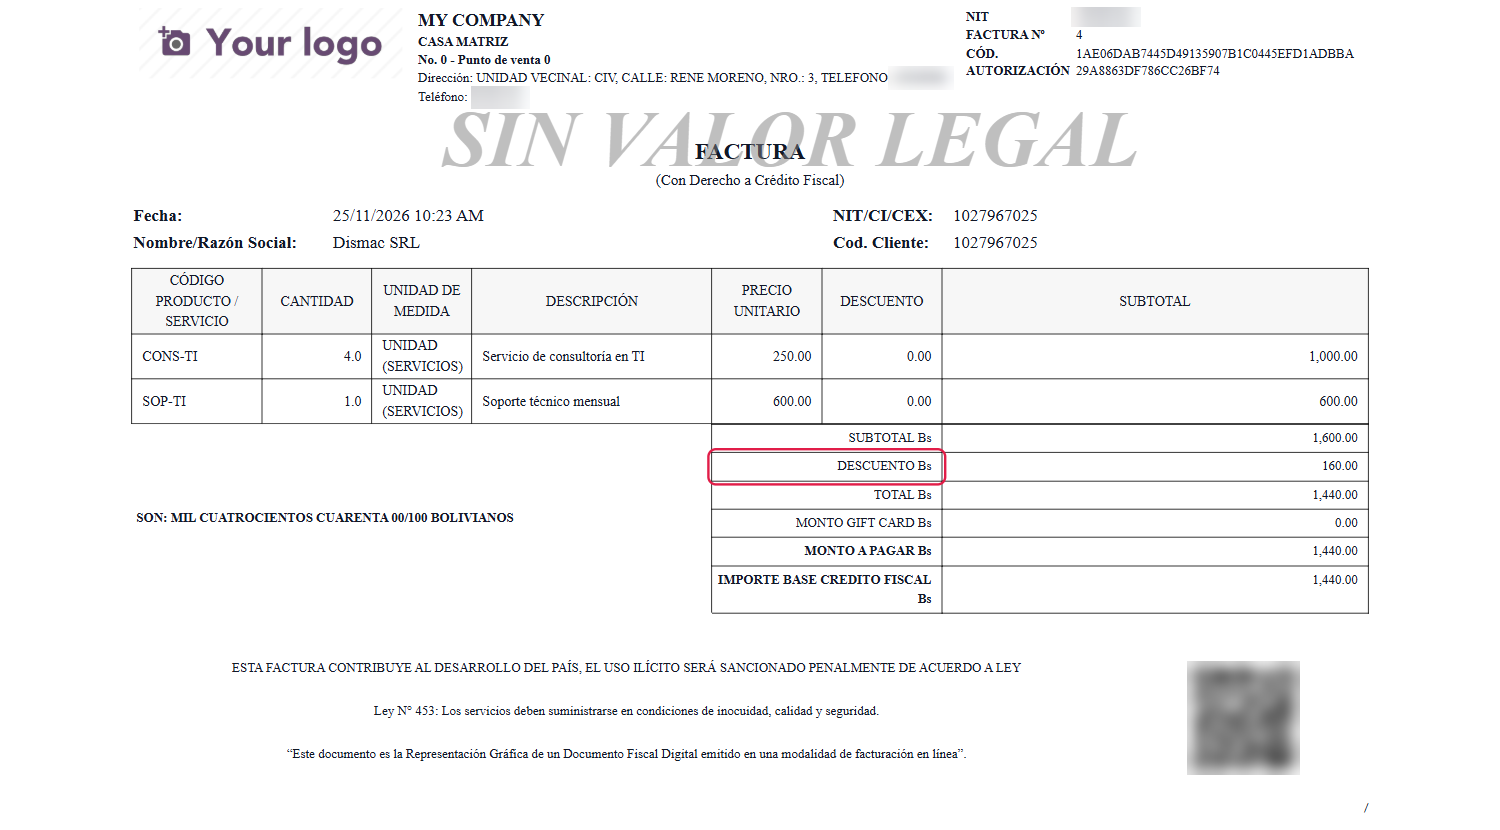 Your logo
MY COMPANY
CASA MATRIZ
No. 0 - Punto de venta 0
Dirección: UNIDAD VECINAL: CIV, CALLE: RENE MORENO, NRO.: 3, TELEFONO
Teléfono:
NIT
FACTURA Nº 4
CÓD. 1AE06DAB7445D49135907B1C0445EFD1ADBBA
AUTORIZACIÓN 29A8863DF786CC26BF74
SIN VALOR LEGAL
FACTURA
(Con Derecho a Crédito Fiscal)
Fecha: 25/11/2026 10:23 AM NIT/CI/CEX: 1027967025
Nombre/Razón Social: Dismac SRL Cod. Cliente: 1027967025
CÓDIGO PRODUCTO / SERVICIO CANTIDAD UNIDAD DE MEDIDA DESCRIPCIÓN PRECIO UNITARIO DESCUENTO SUBTOTAL
CONS-TI 4.0 UNIDAD (SERVICIOS) Servicio de consultoría en TI 250.00 0.00 1,000.00
SOP-TI 1.0 UNIDAD (SERVICIOS) Soporte técnico mensual 600.00 0.00 600.00
SUBTOTAL Bs 1,600.00
DESCUENTO Bs 160.00
TOTAL Bs 1,440.00
SON: MIL CUATROCIENTOS CUARENTA 00/100 BOLIVIANOS
MONTO GIFT CARD Bs 0.00
MONTO A PAGAR Bs 1,440.00
IMPORTE BASE CREDITO FISCAL Bs 1,440.00
ESTA FACTURA CONTRIBUYE AL DESARROLLO DEL PAÍS, EL USO ILÍCITO SERÁ SANCIONADO PENALMENTE DE ACUERDO A LEY
Ley N° 453: Los servicios deben suministrarse en condiciones de inocuidad, calidad y seguridad.
“Este documento es la Representación Gráfica de un Documento Fiscal Digital emitido en una modalidad de facturación en línea”.
/